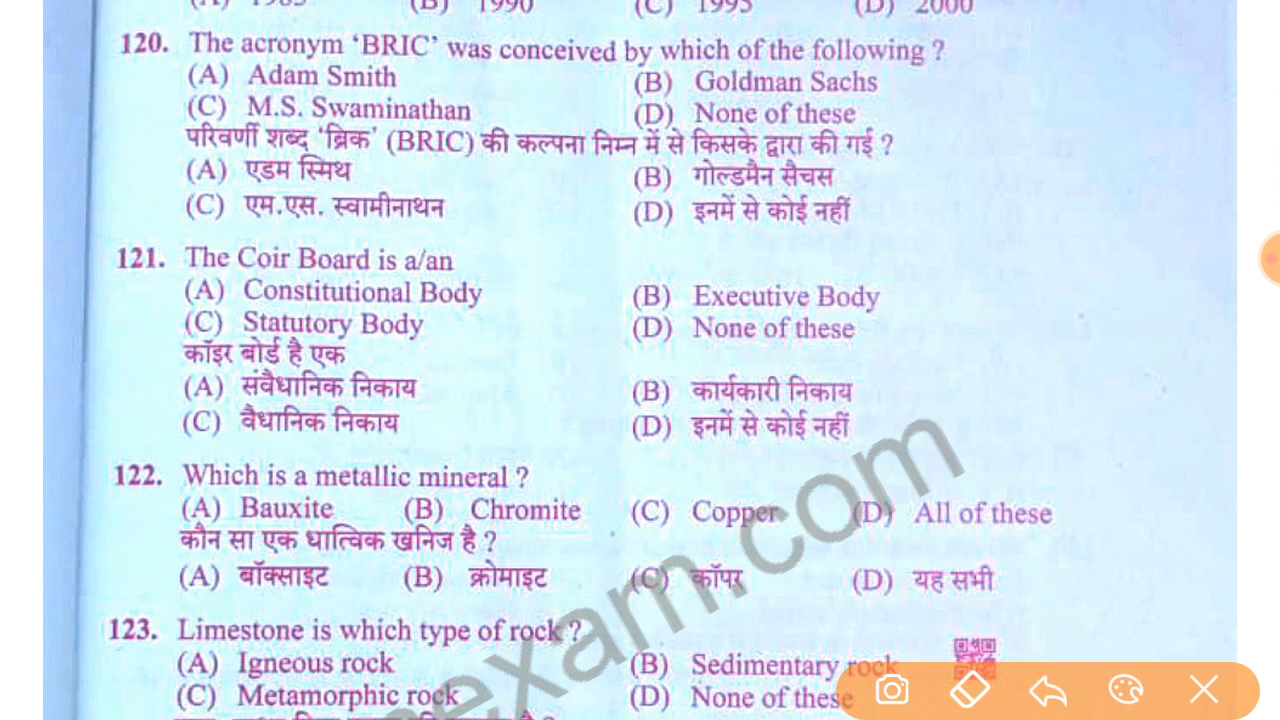 (A) 1985 (B) 1990 (C) 1995 (D) 2000
120. The acronym ‘BRIC’ was conceived by which of the following ?
(A) Adam Smith (B) Goldman Sachs
(C) M.S. Swaminathan (D) None of these
परिवर्णी शब्द ‘ब्रिक’ (BRIC) की कल्पना निम्न में से किसके द्वारा की गई ?
(A) एडम स्मिथ (B) गोल्डमैन सैचस
(C) एम.एस. स्वामीनाथन (D) इनमें से कोई नहीं
121. The Coir Board is a/an
(A) Constitutional Body (B) Executive Body
(C) Statutory Body (D) None of these
कॉइर बोर्ड है एक
(A) संवैधानिक निकाय (B) कार्यकारी निकाय
(C) वैधानिक निकाय (D) इनमें से कोई नहीं
122. Which is a metallic mineral ?
(A) Bauxite (B) Chromite (C) Copper (D) All of these
कौन सा एक धात्विक खनिज है ?
(A) बॉक्साइट (B) क्रोमाइट (C) कॉपर (D) यह सभी
123. Limestone is which type of rock ?
(A) Igneous rock (B) Sedimentary rock
(C) Metamorphic rock (D) None of these
exam.com